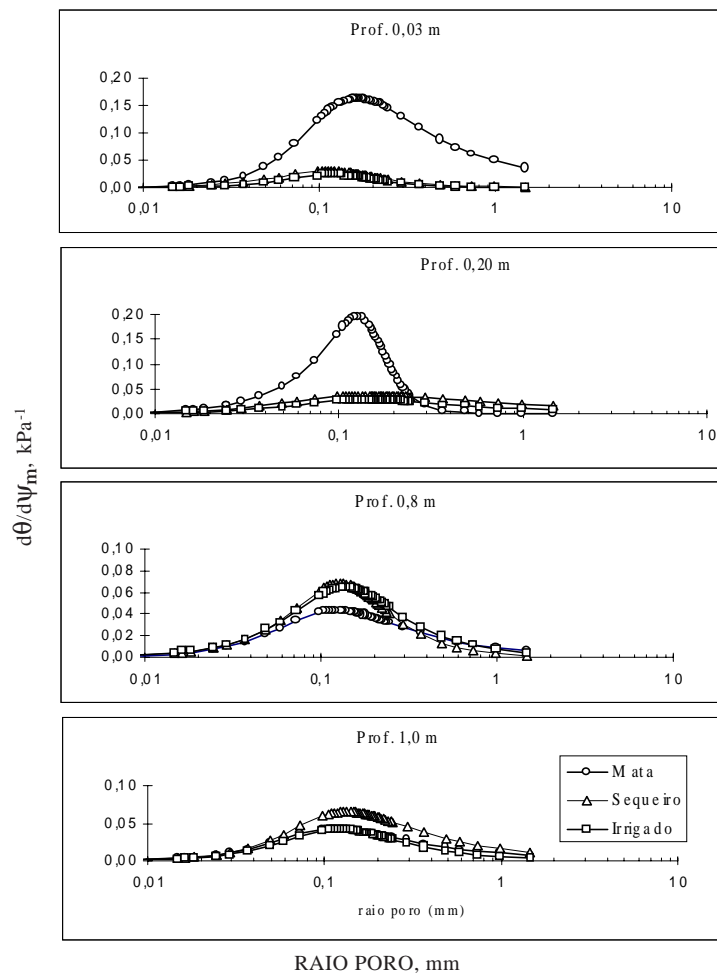 Prof. 0,03 m
0,20
0,15
0,10
0,05
0,00
0,01 0,1 1 10
Prof. 0,20 m
0,20
0,15
0,10
0,05
0,00
0,01 0,1 1 10
dθ/dψm, kPa-1
Prof. 0,8 m
0,10
0,08
0,06
0,04
0,02
0,00
0,01 0,1 1 10
Prof. 1,0 m
0,10
0,05
0,00
0,01 0,1 1 10
raio poro (mm)
Mata
Sequeiro
Irrigado
RAIO PORO, mm